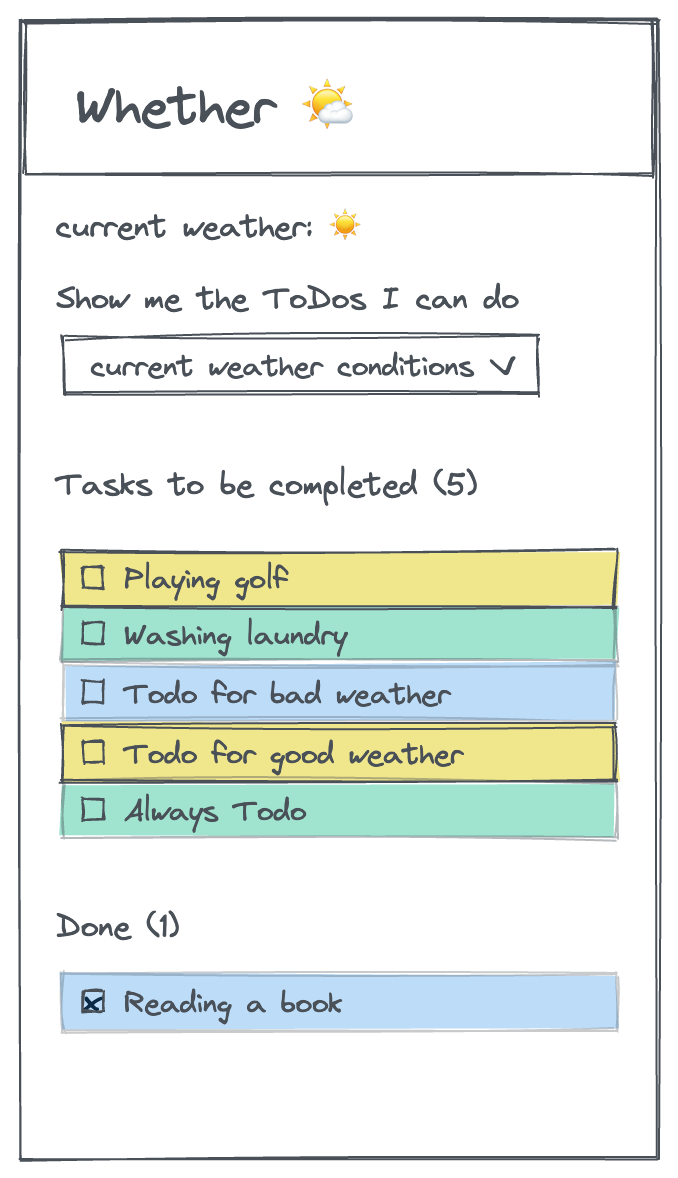 Whether 🌤️
current weather: ☀️
Show me the ToDos I can do
current weather conditions
Tasks to be completed (5)
Playing golf
Washing laundry
Todo for bad weather
Todo for good weather
Always Todo
Done (1)
Reading a book